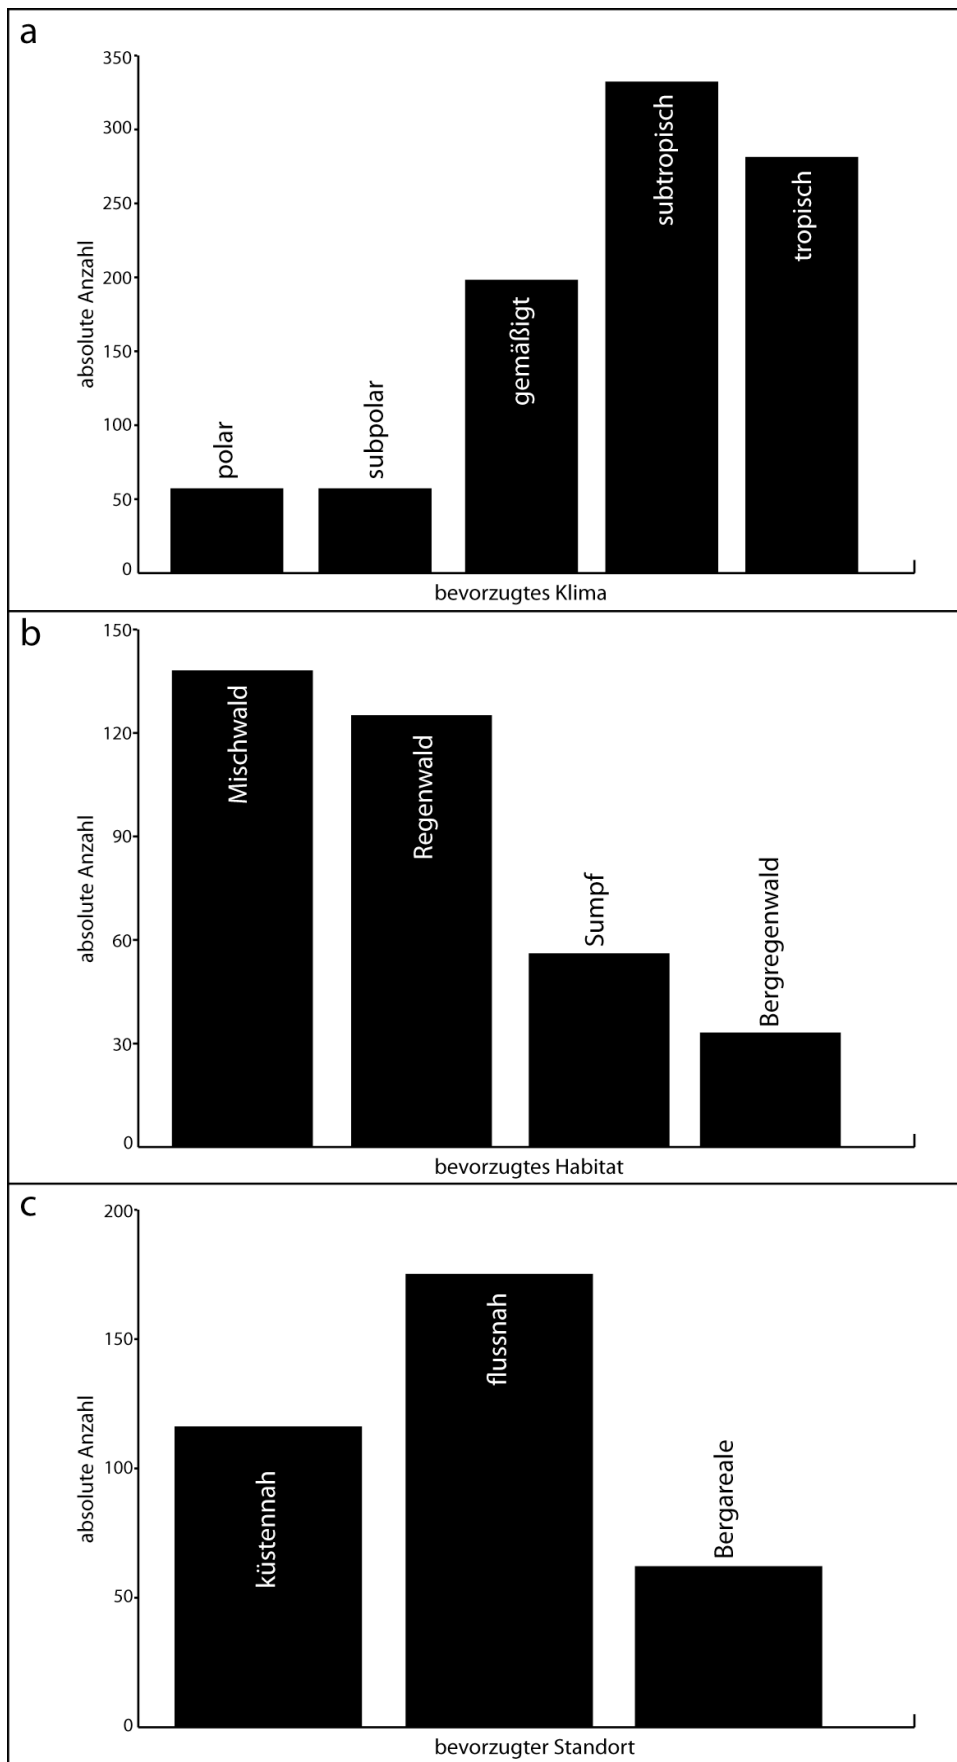 a
350
300
250
200
150
100
50
0
absolute Anzahl
polar
subpolar
gemäßigt
subtropisch
tropisch
bevorzugtes Klima
b
150
120
90
60
30
0
absolute Anzahl
Mischwald
Regenwald
Sumpf
Bergregenwald
bevorzugtes Habitat
c
200
150
100
50
0
absolute Anzahl
küstennah
flussnah
Bergareale
bevorzugter Standort